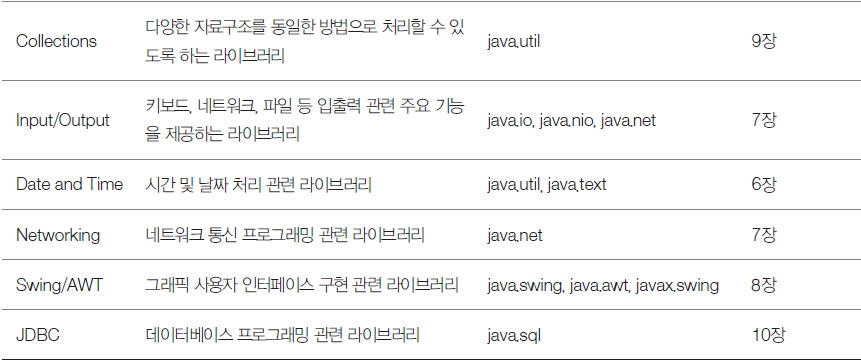 Collections 다양한 자료구조를 동일한 방법으로 처리할 수 있 java.util 9장
도록 하는 라이브러리
Input/Output 키보드, 네트워크, 파일 등 입출력 관련 주요 기능 java.io, java.nio, java.net 7장
을 제공하는 라이브러리
Date and Time 시간 및 날짜 처리 관련 라이브러리 java.util, java.text 6장
Networking 네트워크 통신 프로그래밍 관련 라이브러리 java.net 7장
Swing/AWT 그래픽 사용자 인터페이스 구현 관련 라이브러리 java.swing, java.awt, javax.swing 8장
JDBC 데이터베이스 프로그래밍 관련 라이브러리 java.sql 10장